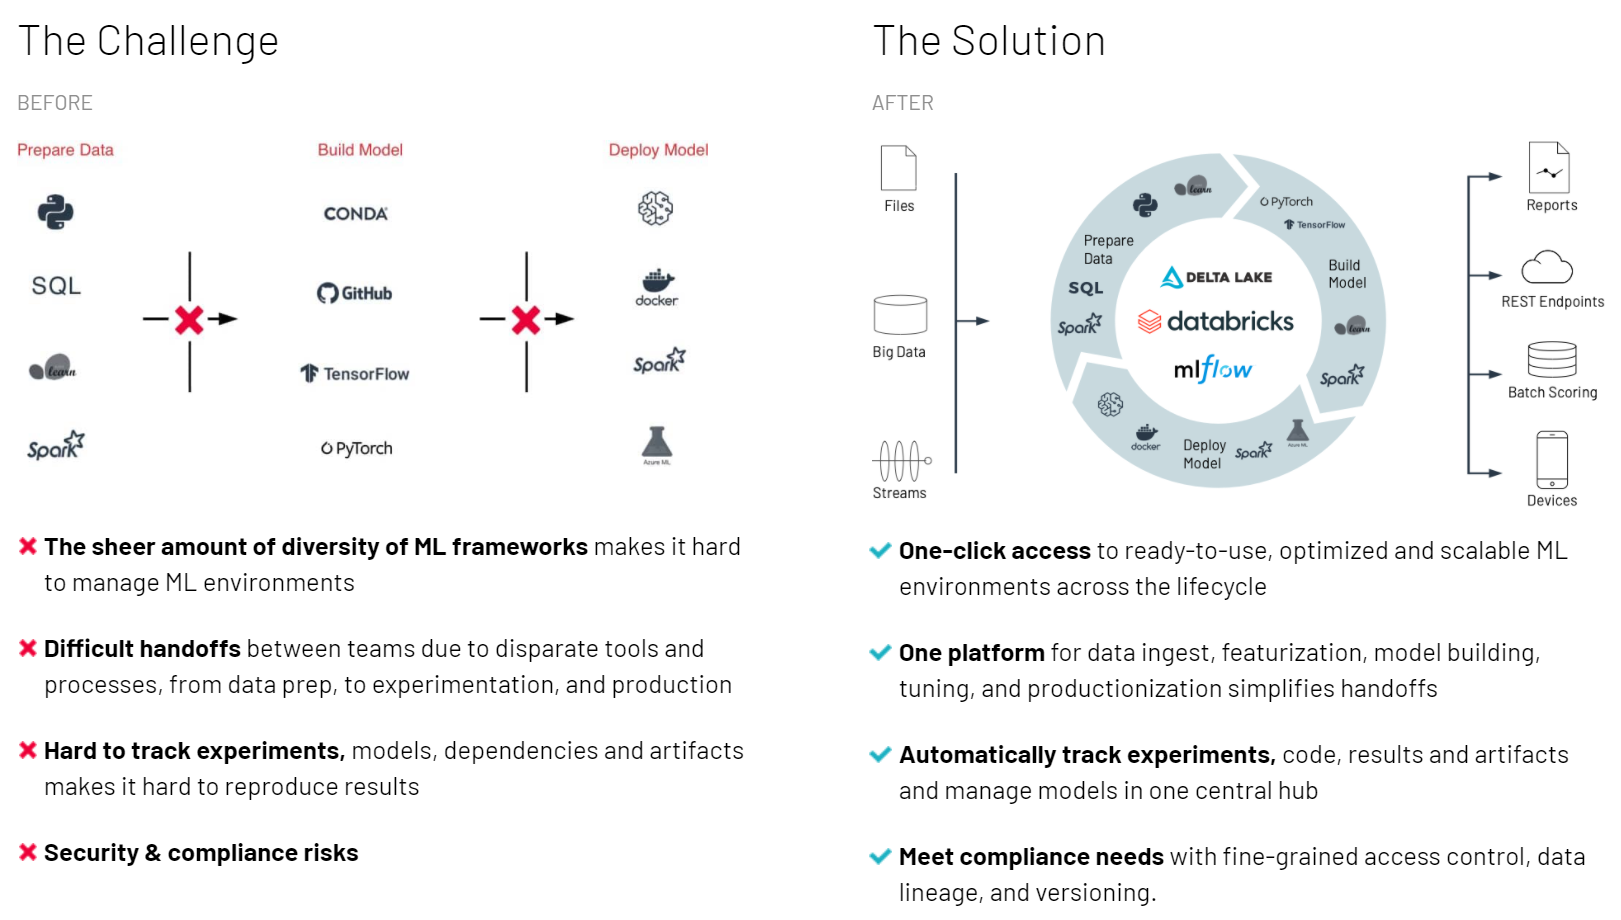 The Challenge
BEFORE
Prepare Data
Build Model
Deploy Model
CONDA
SQL
GitHub
docker
learn
TensorFlow
Spark
Spark
PyTorch
Azure ML
The sheer amount of diversity of ML frameworks makes it hard
to manage ML environments
Difficult handoffs between teams due to disparate tools and
processes, from data prep, to experimentation, and production
Hard to track experiments, models, dependencies and artifacts
makes it hard to reproduce results
Security & compliance risks
The Solution
AFTER
Files
Big Data
Streams
learn
Prepare
Data
SQL
Spark
PyTorch
TensorFlow
Build
Model
learn
Spark
DELTA LAKE
databricks
mlflow
docker
Deploy
Model
Spark
Azure ML
Reports
REST Endpoints
Batch Scoring
Devices
One-click access to ready-to-use, optimized and scalable ML
environments across the lifecycle
One platform for data ingest, featurization, model building,
tuning, and productionization simplifies handoffs
Automatically track experiments, code, results and artifacts
and manage models in one central hub
Meet compliance needs with fine-grained access control, data
lineage, and versioning.